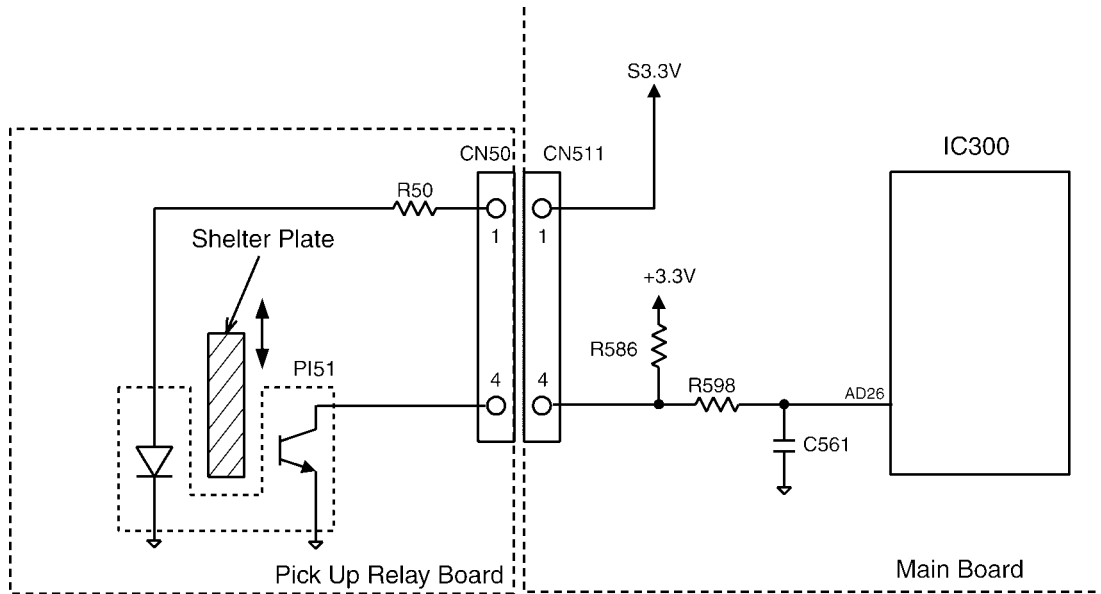 S3.3V
IC300
CN50
CN511
R50
1
1
Shelter Plate
+3.3V
R586
PI51
4
4
R598
AD26
C561
Pick Up Relay Board
Main Board